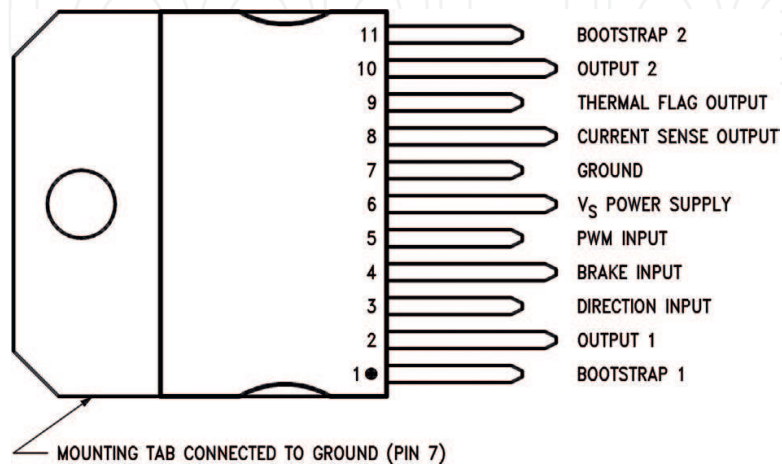 11 BOOTSTRAP 2
10 OUTPUT 2
9 THERMAL FLAG OUTPUT
8 CURRENT SENSE OUTPUT
7 GROUND
6 VS POWER SUPPLY
5 PWM INPUT
4 BRAKE INPUT
3 DIRECTION INPUT
2 OUTPUT 1
1 BOOTSTRAP 1
MOUNTING TAB CONNECTED TO GROUND (PIN 7)